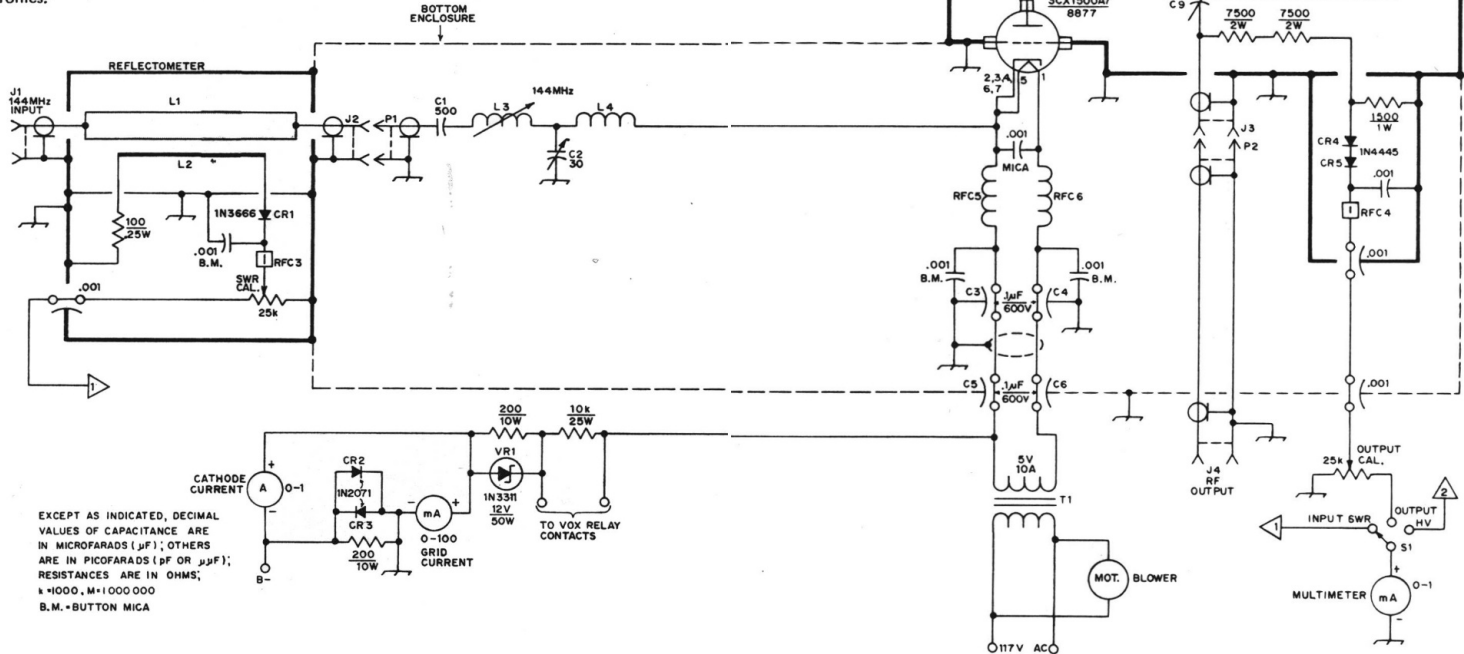 ronics.
BOTTOM
ENCLOSURE
REFLECTOMETER
J1
144MHz
INPUT
L1
J2
P1
C1
500
L3
144MHz
L4
C2
30
L2
100
.25W
1N3666
CR1
.001
B.M.
RFC3
SWR
CAL.
25k
.001
1
8877
2,3,4,
6,7
5
1
.001
MICA
RFC5
RFC6
.001
B.M.
.001
B.M.
C3
.1µF
600V
C4
C5
.1µF
600V
C6
5V
10A
T1
MOT.
BLOWER
117V AC
C9
7500
2W
7500
2W
1500
1W
J3
P2
CR4
1N4445
CR5
.001
RFC4
.001
.001
J4
RF
OUTPUT
25k
OUTPUT
CAL.
2
OUTPUT
HV
1
INPUT SWR
S1
MULTIMETER
mA
0-1
+
-
200
10W
10k
25W
VR1
1N3311
12V
50W
TO VOX RELAY
CONTACTS
CATHODE
CURRENT
A
0-1
+
-
CR2
1N2071
CR3
200
10W
-
+
mA
0-100
GRID
CURRENT
B-
EXCEPT AS INDICATED, DECIMAL
VALUES OF CAPACITANCE ARE
IN MICROFARADS (µF); OTHERS
ARE IN PICOFARADS (pF OR µµF);
RESISTANCES ARE IN OHMS;
k=1000, M=1000000
B.M.=BUTTON MICA